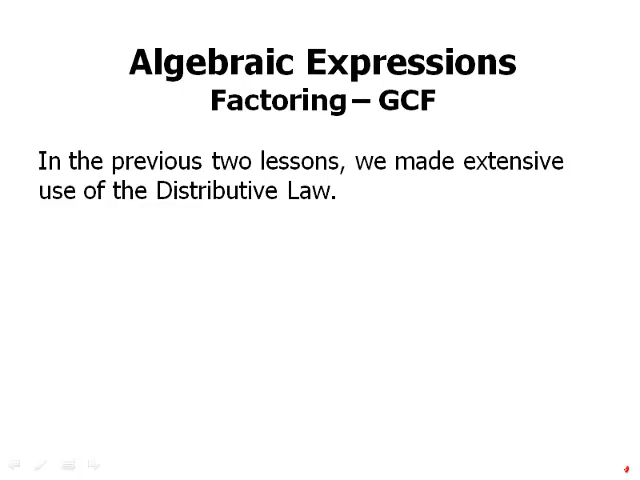 Algebraic Expressions
Factoring – GCF
In the previous two lessons, we made extensive
use of the Distributive Law.